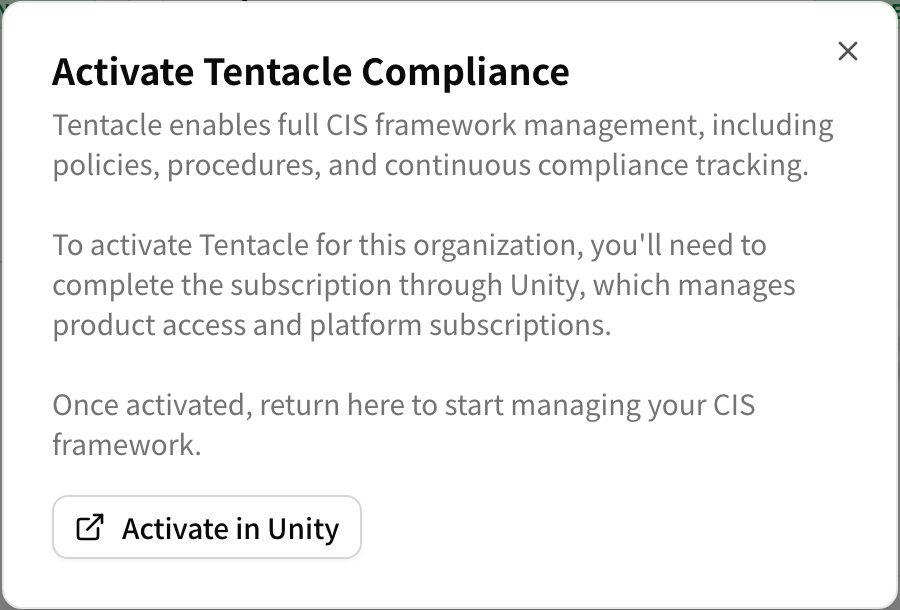 Activate Tentacle Compliance
Tentacle enables full CIS framework management, including
policies, procedures, and continuous compliance tracking.
To activate Tentacle for this organization, you'll need to
complete the subscription through Unity, which manages
product access and platform subscriptions.
Once activated, return here to start managing your CIS
framework.
Activate in Unity